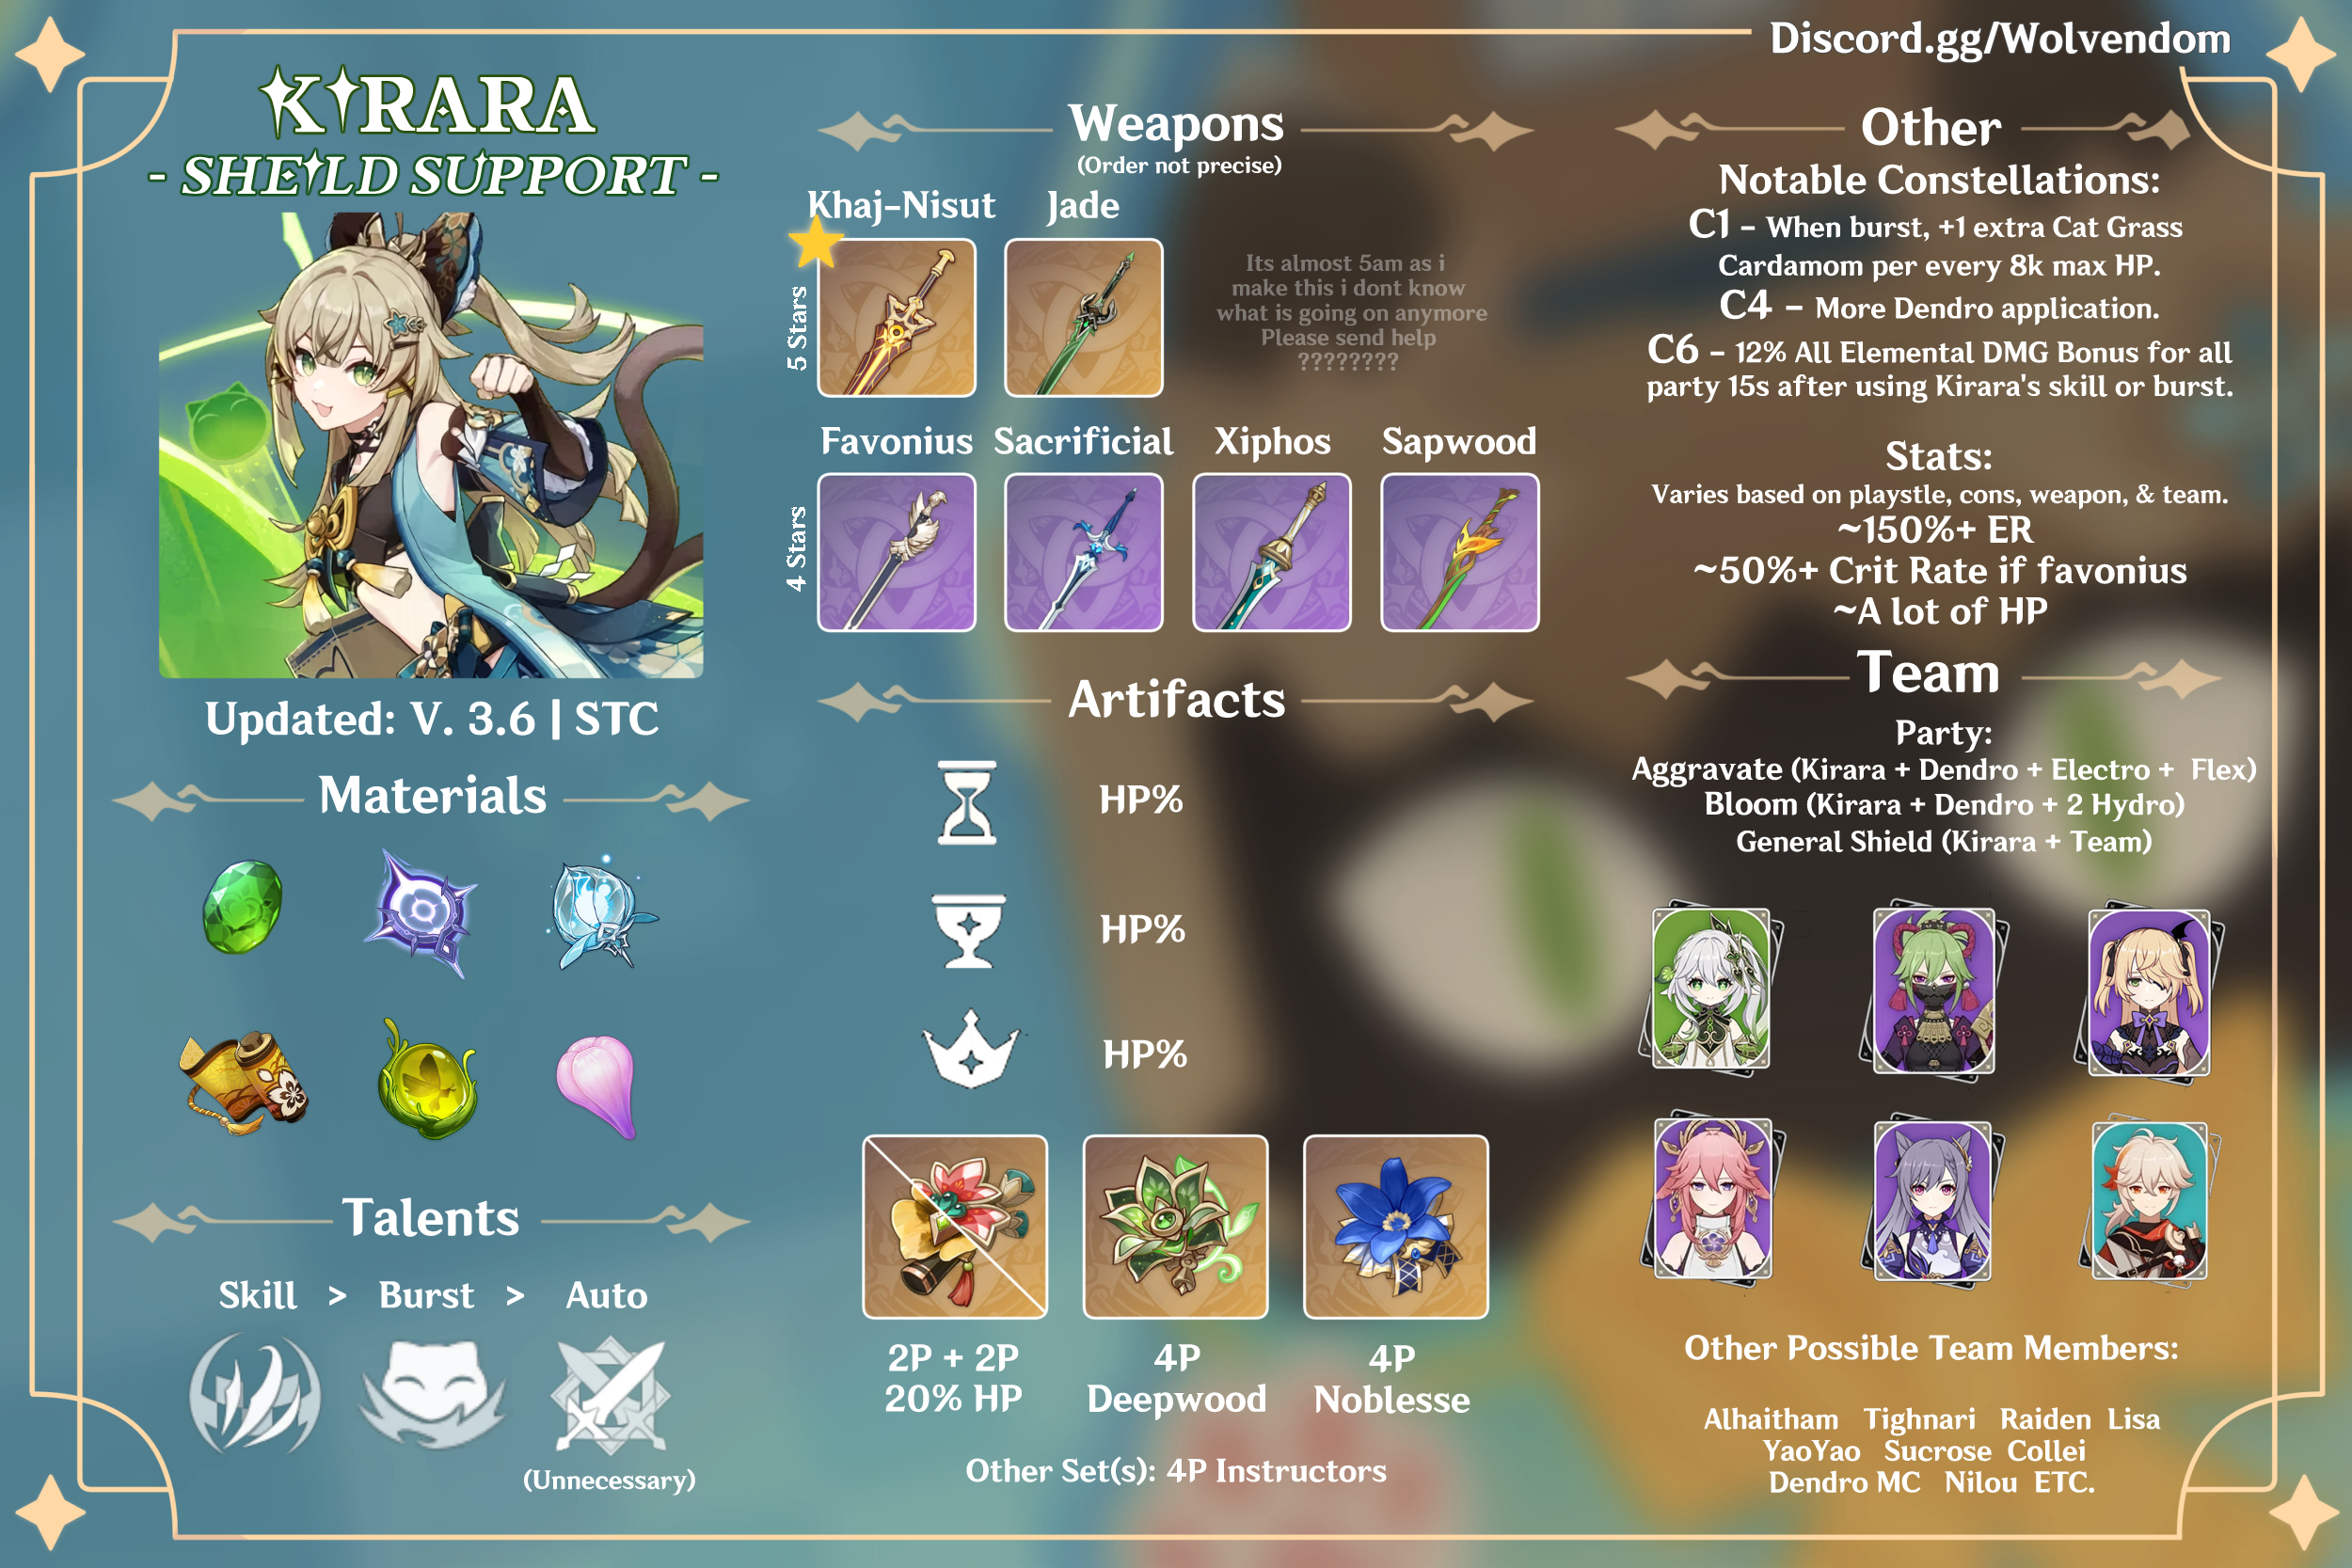 Discord.gg/Wolvendom
KIRARA
- SHEILD SUPPORT -
Updated: V. 3.6 | STC
Materials
Talents
Skill > Burst > Auto
(Unnecessary)
Weapons
(Order not precise)
Khaj-Nisut Jade
5 Stars
Its almost 5am as i
make this i dont know
what is going on anymore
Please send help
????????
Favonius Sacrificial Xiphos Sapwood
4 Stars
Artifacts
HP%
HP%
HP%
2P + 2P
20% HP
4P
Deepwood
4P
Noblesse
Other Set(s): 4P Instructors
Other
Notable Constellations:
C1 - When burst, +1 extra Cat Grass
Cardamom per every 8k max HP.
C4 - More Dendro application.
C6 - 12% All Elemental DMG Bonus for all
party 15s after using Kirara's skill or burst.
Stats:
Varies based on playstle, cons, weapon, & team.
~150%+ ER
~50%+ Crit Rate if favonius
~A lot of HP
Team
Party:
Aggravate (Kirara + Dendro + Electro + Flex)
Bloom (Kirara + Dendro + 2 Hydro)
General Shield (Kirara + Team)
Other Possible Team Members:
Alhaitham Tighnari Raiden Lisa
YaoYao Sucrose Collei
Dendro MC Nilou ETC.